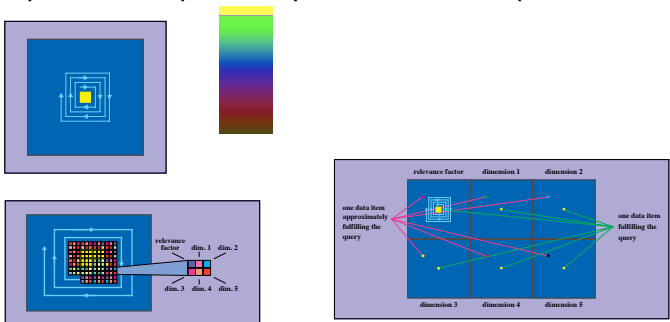 relevance factor dimension 1 dimension 2
one data item
approximately
fulfilling the
query
one data item
fulfilling the
query
dimension 3 dimension 4 dimension 5
relevance
factor dim. 1 dim. 2
dim. 3 dim. 4 dim. 5